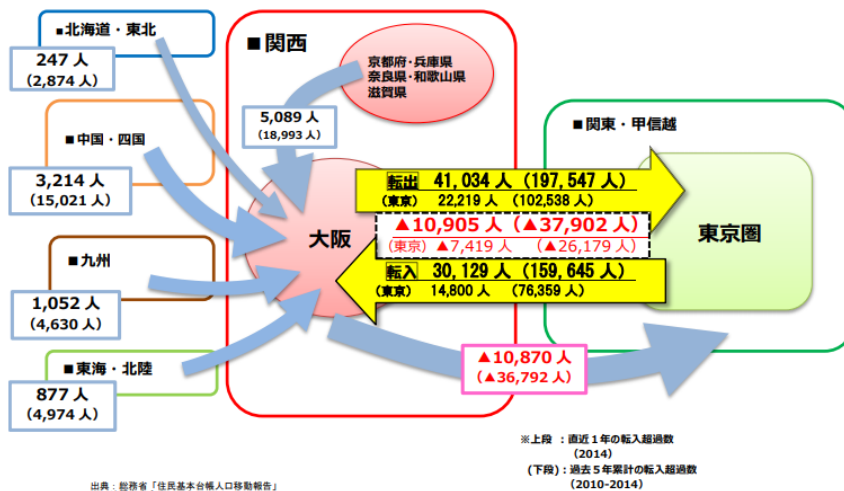 ■北海道・東北
247 人
（2,874 人）
■中国・四国
3,214 人
（15,021 人）
■九州
1,052 人
（4,630 人）
■東海・北陸
877 人
（4,974 人）
■関西
京都府・兵庫県
奈良県・和歌山県
滋賀県
5,089 人
（18,993 人）
大阪
転出 41,034 人（197,547 人）
（東京） 22,219 人 （102,538 人）
▲10,905 人（▲37,902 人）
（東京）▲7,419 人 （▲26,179 人）
転入 30,129 人（159,645 人）
（東京） 14,800 人 （76,359 人）
■関東・甲信越
東京圏
▲10,870 人
（▲36,792 人）
※上段 ：直近１年の転入超過数
（2014）
（下段）：過去５年累計の転入超過数
（2010-2014）
出典：総務省「住民基本台帳人口移動報告」